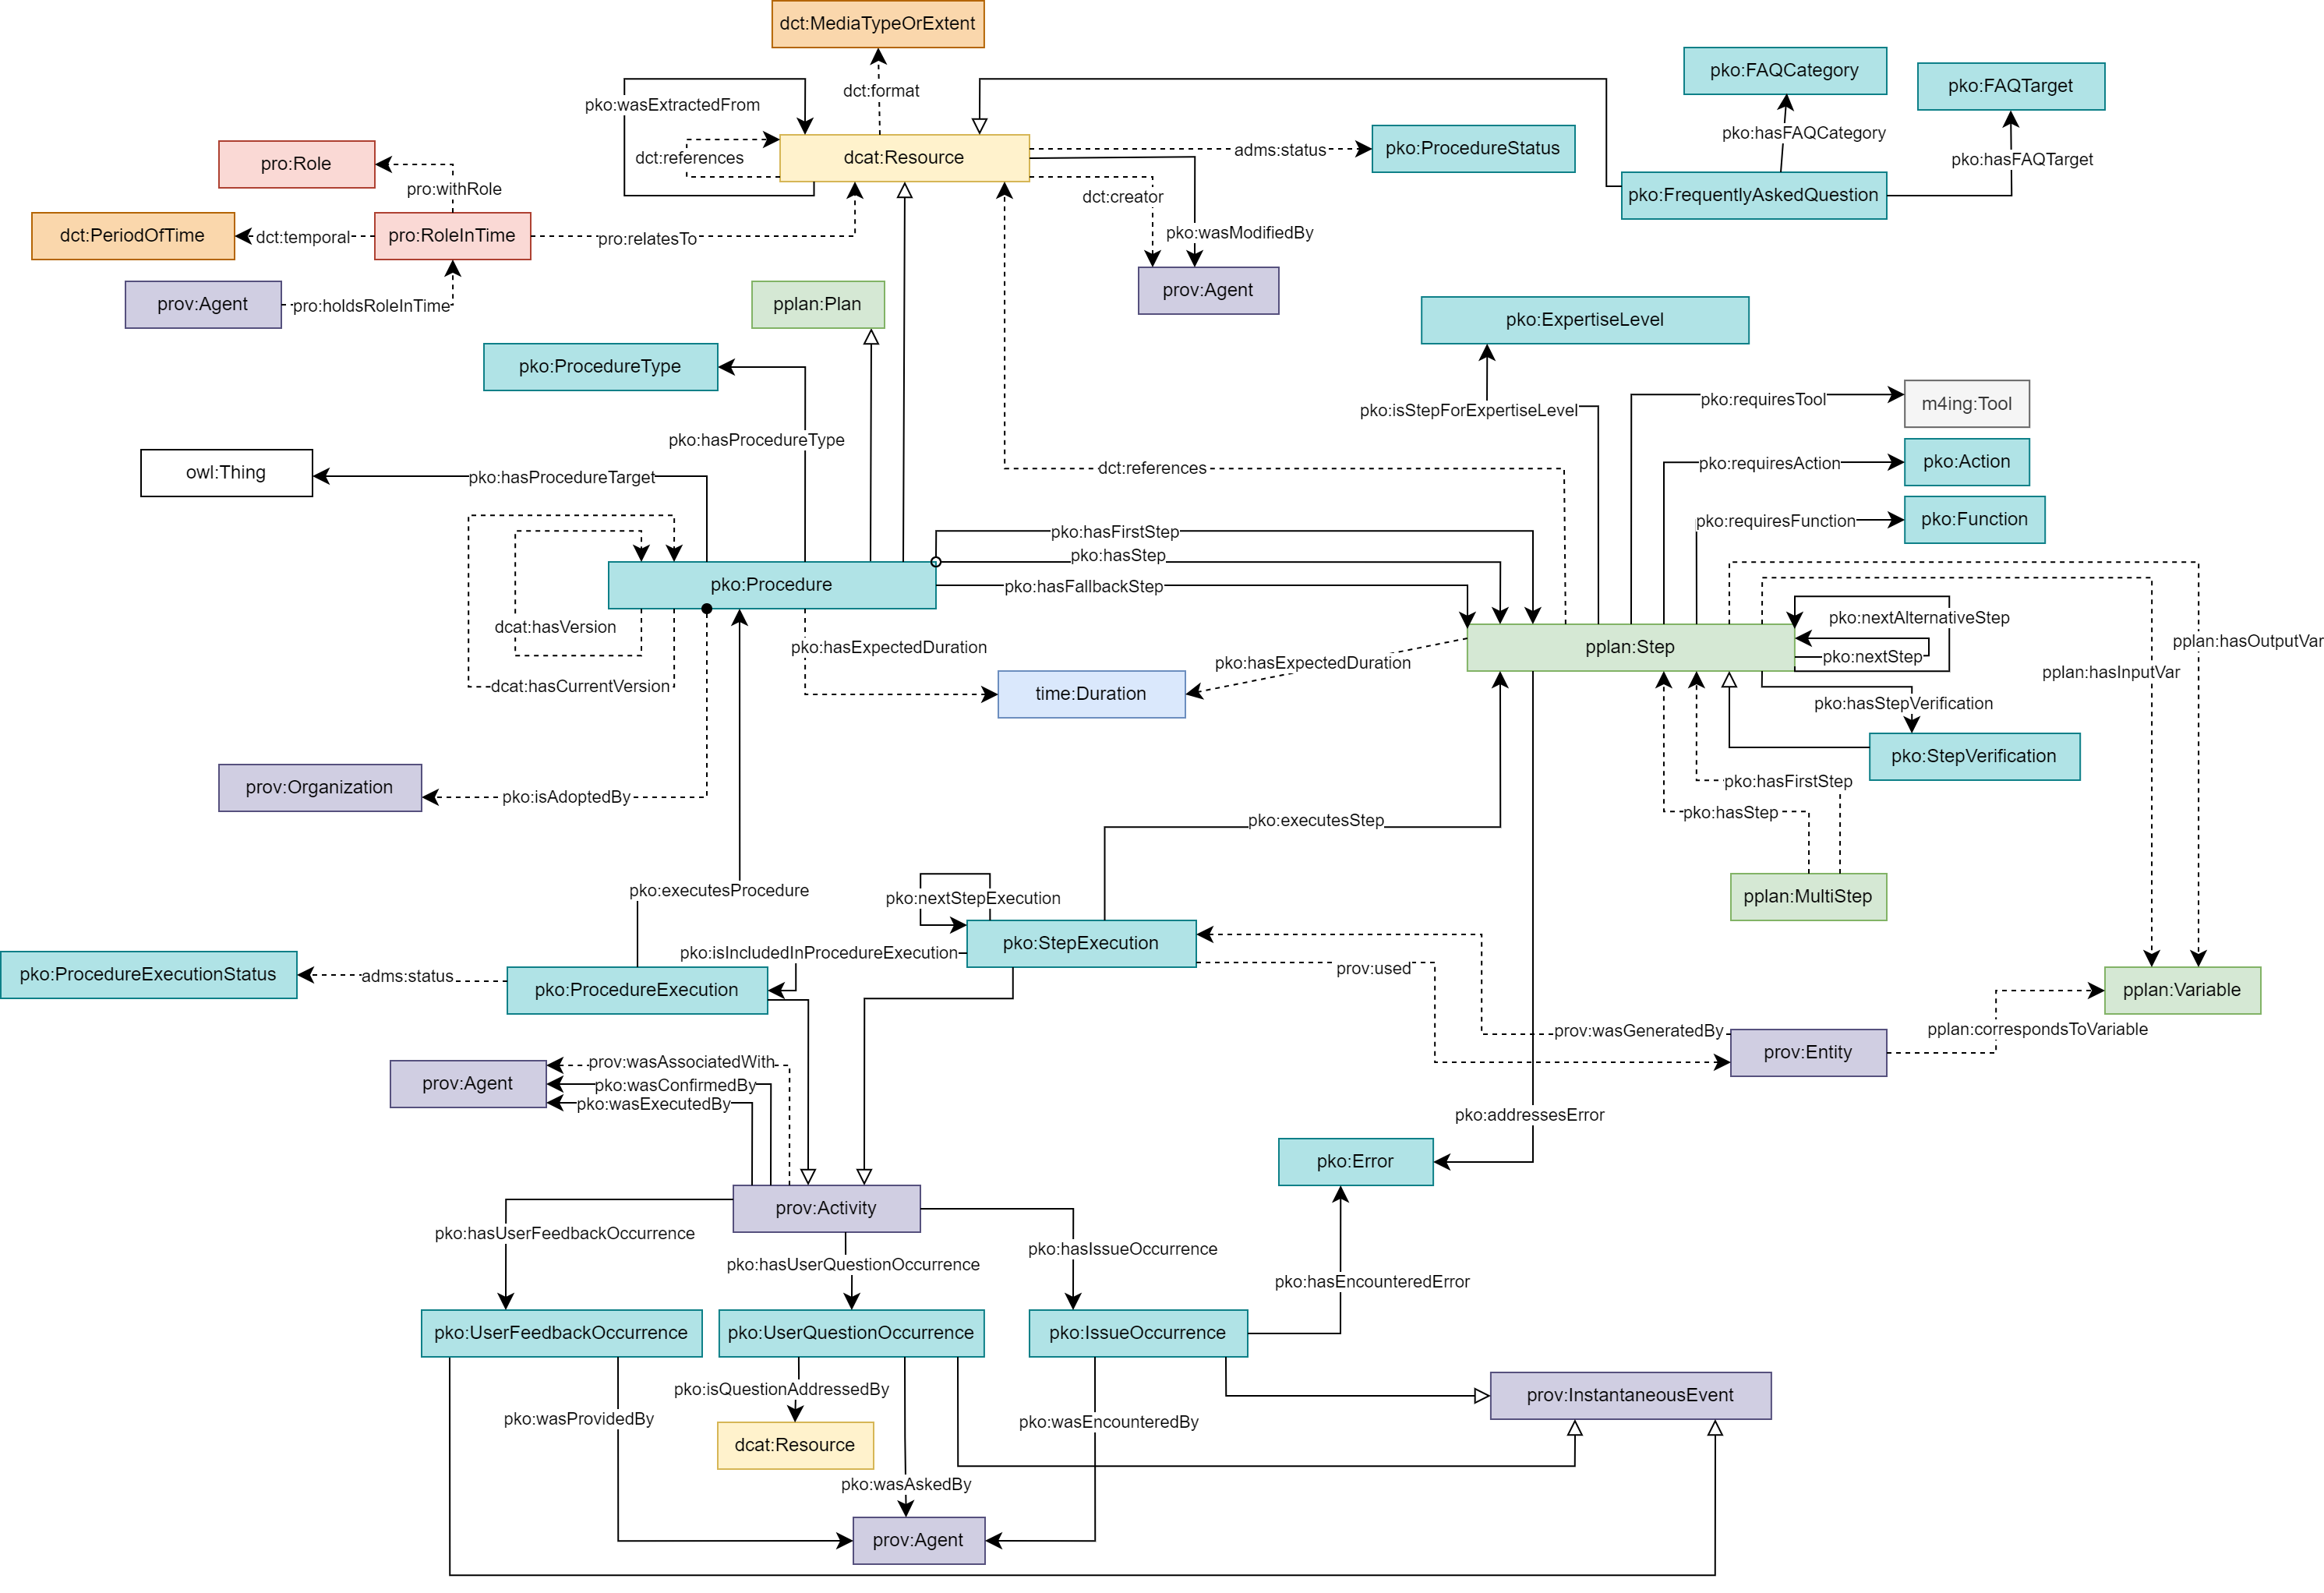 dct:MediaTypeOrExtent
pko:FAQCategory
pko:FAQTarget
dct:format
pko:wasExtractedFrom
pko:hasFAQCategory
dct:references
dcat:Resource
adms:status
pko:ProcedureStatus
pko:hasFAQTarget
pro:Role
pro:withRole
dct:creator
pko:FrequentlyAskedQuestion
dct:PeriodOfTime
dct:temporal
pro:RoleInTime
pro:relatesTo
pko:wasModifiedBy
prov:Agent
pro:holdsRoleInTime
pplan:Plan
prov:Agent
pko:ExpertiseLevel
pko:ProcedureType
pko:isStepForExpertiseLevel
pko:requiresTool
m4ing:Tool
pko:hasProcedureType
owl:Thing
pko:hasProcedureTarget
dct:references
pko:requiresAction
pko:Action
pko:requiresFunction
pko:Function
pko:hasFirstStep
pko:hasStep
pko:Procedure
pko:hasFallbackStep
dcat:hasVersion
pko:nextAlternativeStep
pko:hasExpectedDuration
pplan:Step
pplan:hasOutputVar
pko:nextStep
pko:hasExpectedDuration
pplan:hasInputVar
dcat:hasCurrentVersion
time:Duration
pko:hasStepVerification
pko:StepVerification
prov:Organization
pko:isAdoptedBy
pko:hasFirstStep
pko:hasStep
pko:executesStep
pko:executesProcedure
pko:nextStepExecution
pplan:MultiStep
pko:StepExecution
pko:isIncludedInProcedureExecution
pko:ProcedureExecutionStatus
adms:status
pko:ProcedureExecution
prov:used
pplan:Variable
prov:wasGeneratedBy
pplan:correspondsToVariable
prov:Entity
prov:wasAssociatedWith
prov:Agent
pko:wasConfirmedBy
pko:wasExecutedBy
pko:addressesError
pko:Error
prov:Activity
pko:hasUserFeedbackOccurrence
pko:hasIssueOccurrence
pko:hasUserQuestionOccurrence
pko:hasEncounteredError
pko:UserFeedbackOccurrence
pko:UserQuestionOccurrence
pko:IssueOccurrence
pko:isQuestionAddressedBy
prov:InstantaneousEvent
pko:wasProvidedBy
pko:wasEncounteredBy
dcat:Resource
pko:wasAskedBy
prov:Agent